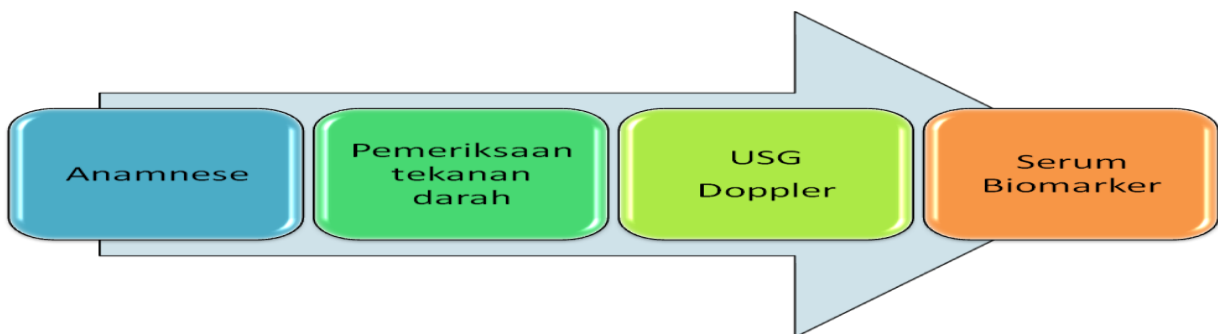 Anamnese
Pemeriksaan
tekanan
darah
USG
Doppler
Serum
Biomarker